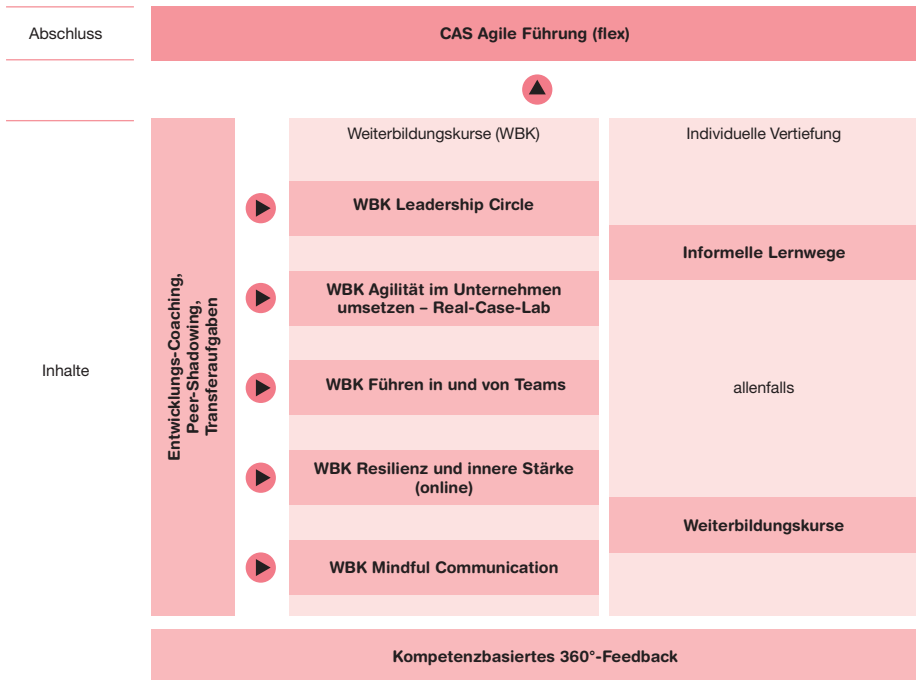 Abschluss
CAS Agile Führung (flex)
Inhalte
Entwicklungs-Coaching,
Peer-Shadowing,
Transferaufgaben
Weiterbildungskurse (WBK)
WBK Leadership Circle
WBK Agilität im Unternehmen
umsetzen – Real-Case-Lab
WBK Führen in und von Teams
WBK Resilienz und innere Stärke
(online)
WBK Mindful Communication
Individuelle Vertiefung
Informelle Lernwege
allenfalls
Weiterbildungskurse
Kompetenzbasiertes 360°-Feedback